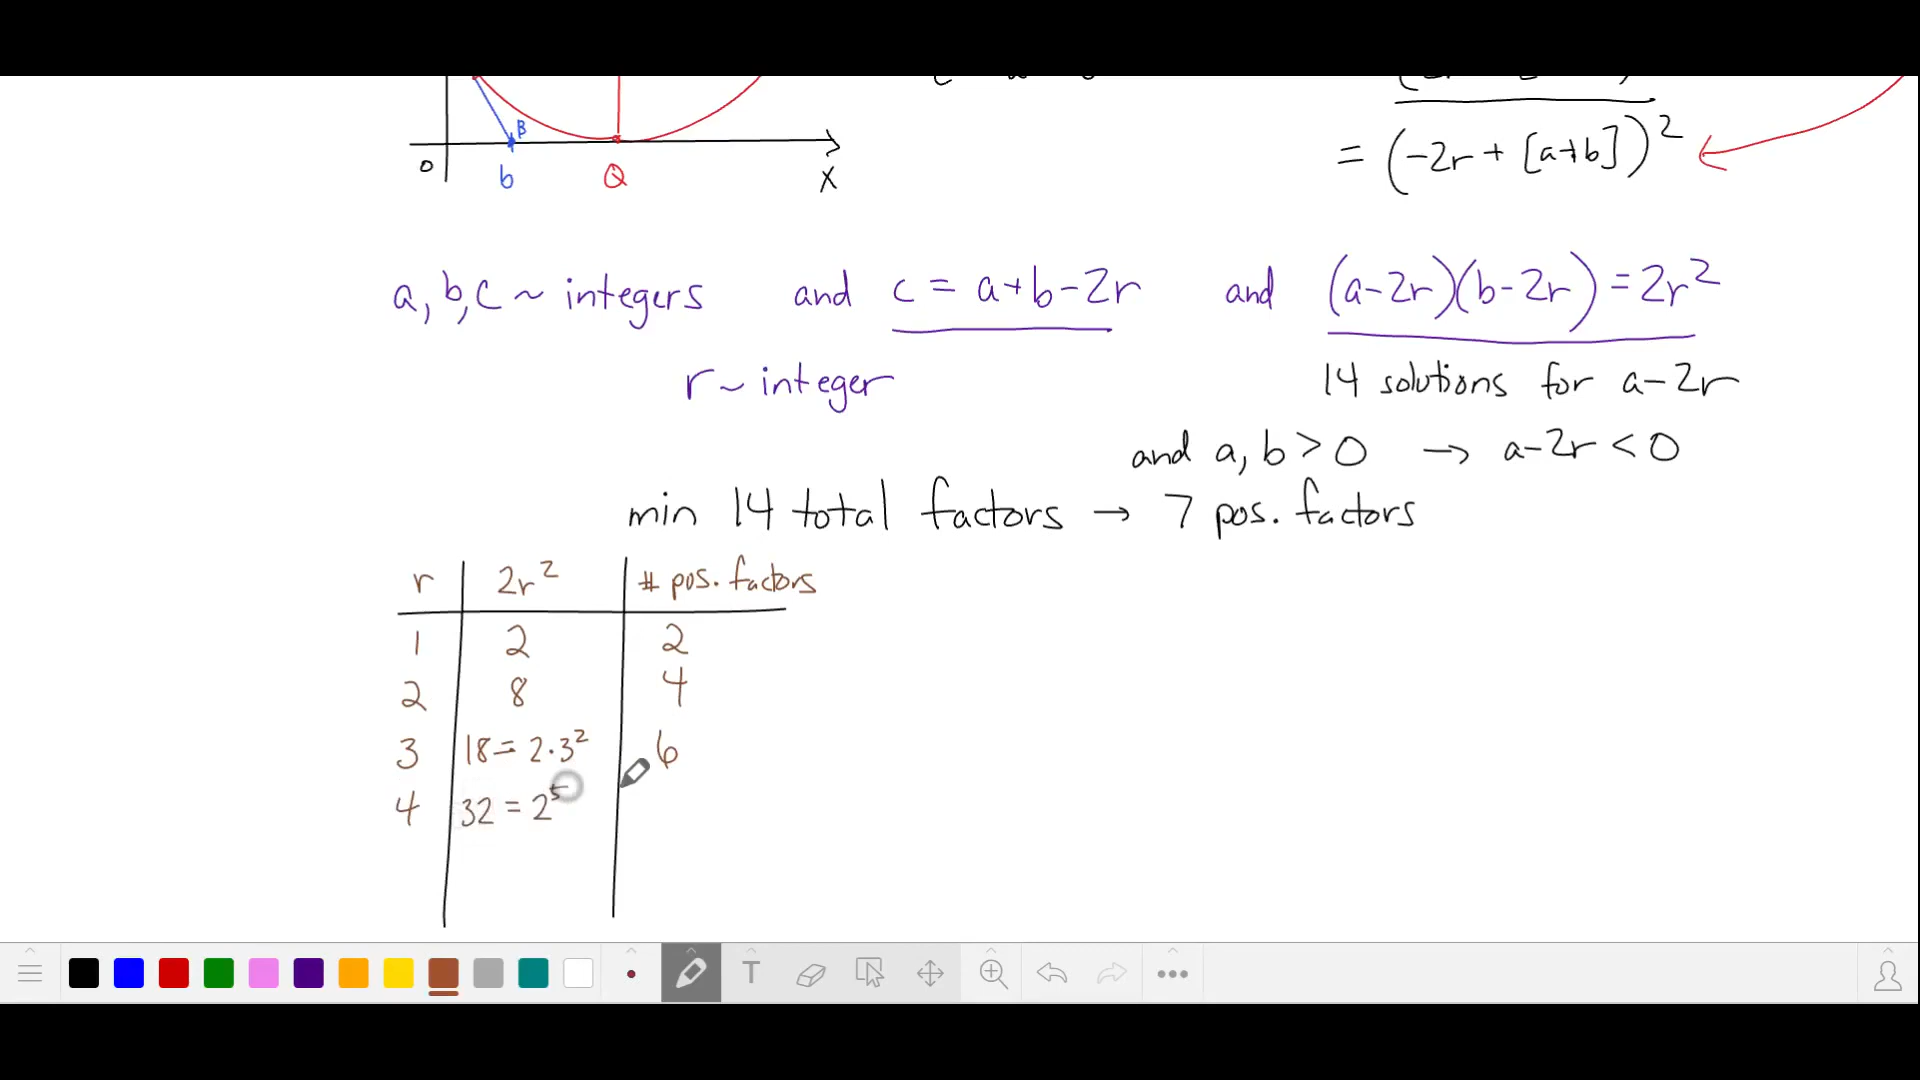 B
0
b
Q
X
= (-2r + [a+b])²
a, b, c ~ integers and c = a+b-2r and (a-2r)(b-2r) = 2r²
r ~ integer
14 solutions for a-2r
and a, b > 0 → a-2r < 0
min 14 total factors → 7 pos. factors
r 2r² # pos. factors
1 2 2
2 8 4
3 18 = 2·3² 6
4 32 = 2⁵
T